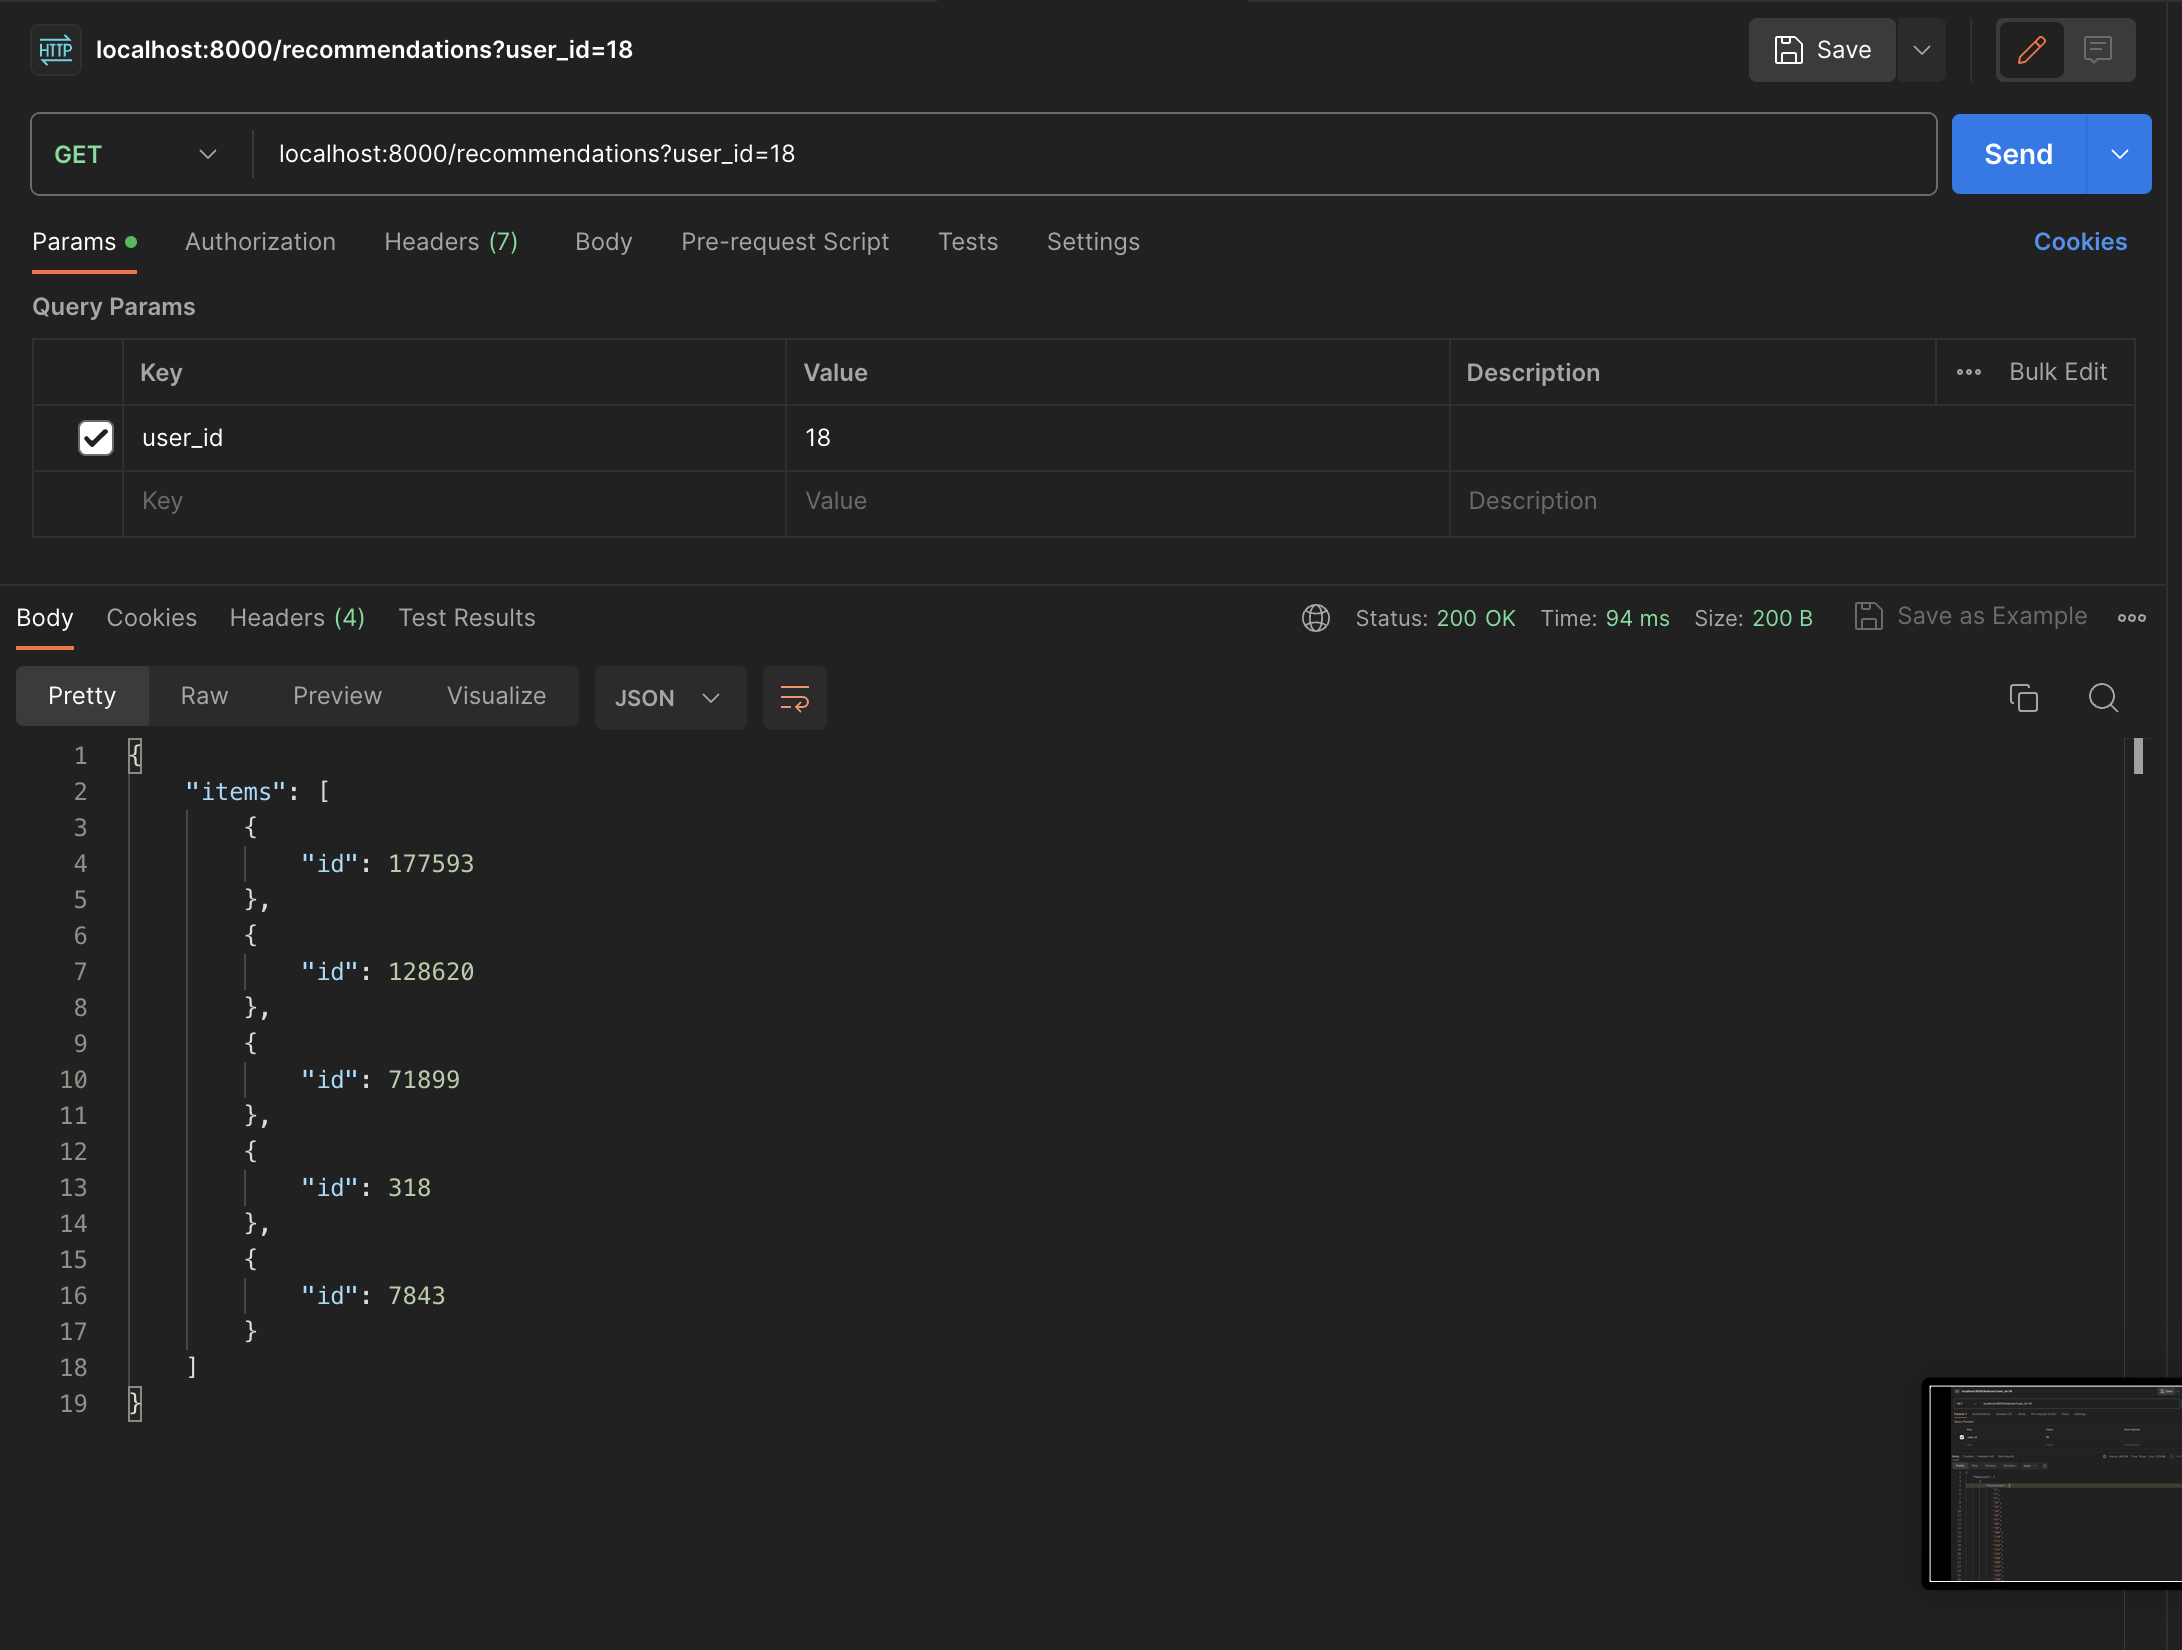 HTTP localhost:8000/recommendations?user_id=18 Save
GET localhost:8000/recommendations?user_id=18 Send
Params Authorization Headers (7) Body Pre-request Script Tests Settings Cookies
Query Params
Key Value Description Bulk Edit
user_id 18
Key Value Description
Body Cookies Headers (4) Test Results Status: 200 OK Time: 94 ms Size: 200 B Save as Example
Pretty Raw Preview Visualize JSON
1 {
2 "items": [
3 {
4 "id": 177593
5 },
6 {
7 "id": 128620
8 },
9 {
10 "id": 71899
11 },
12 {
13 "id": 318
14 },
15 {
16 "id": 7843
17 }
18 ]
19 }